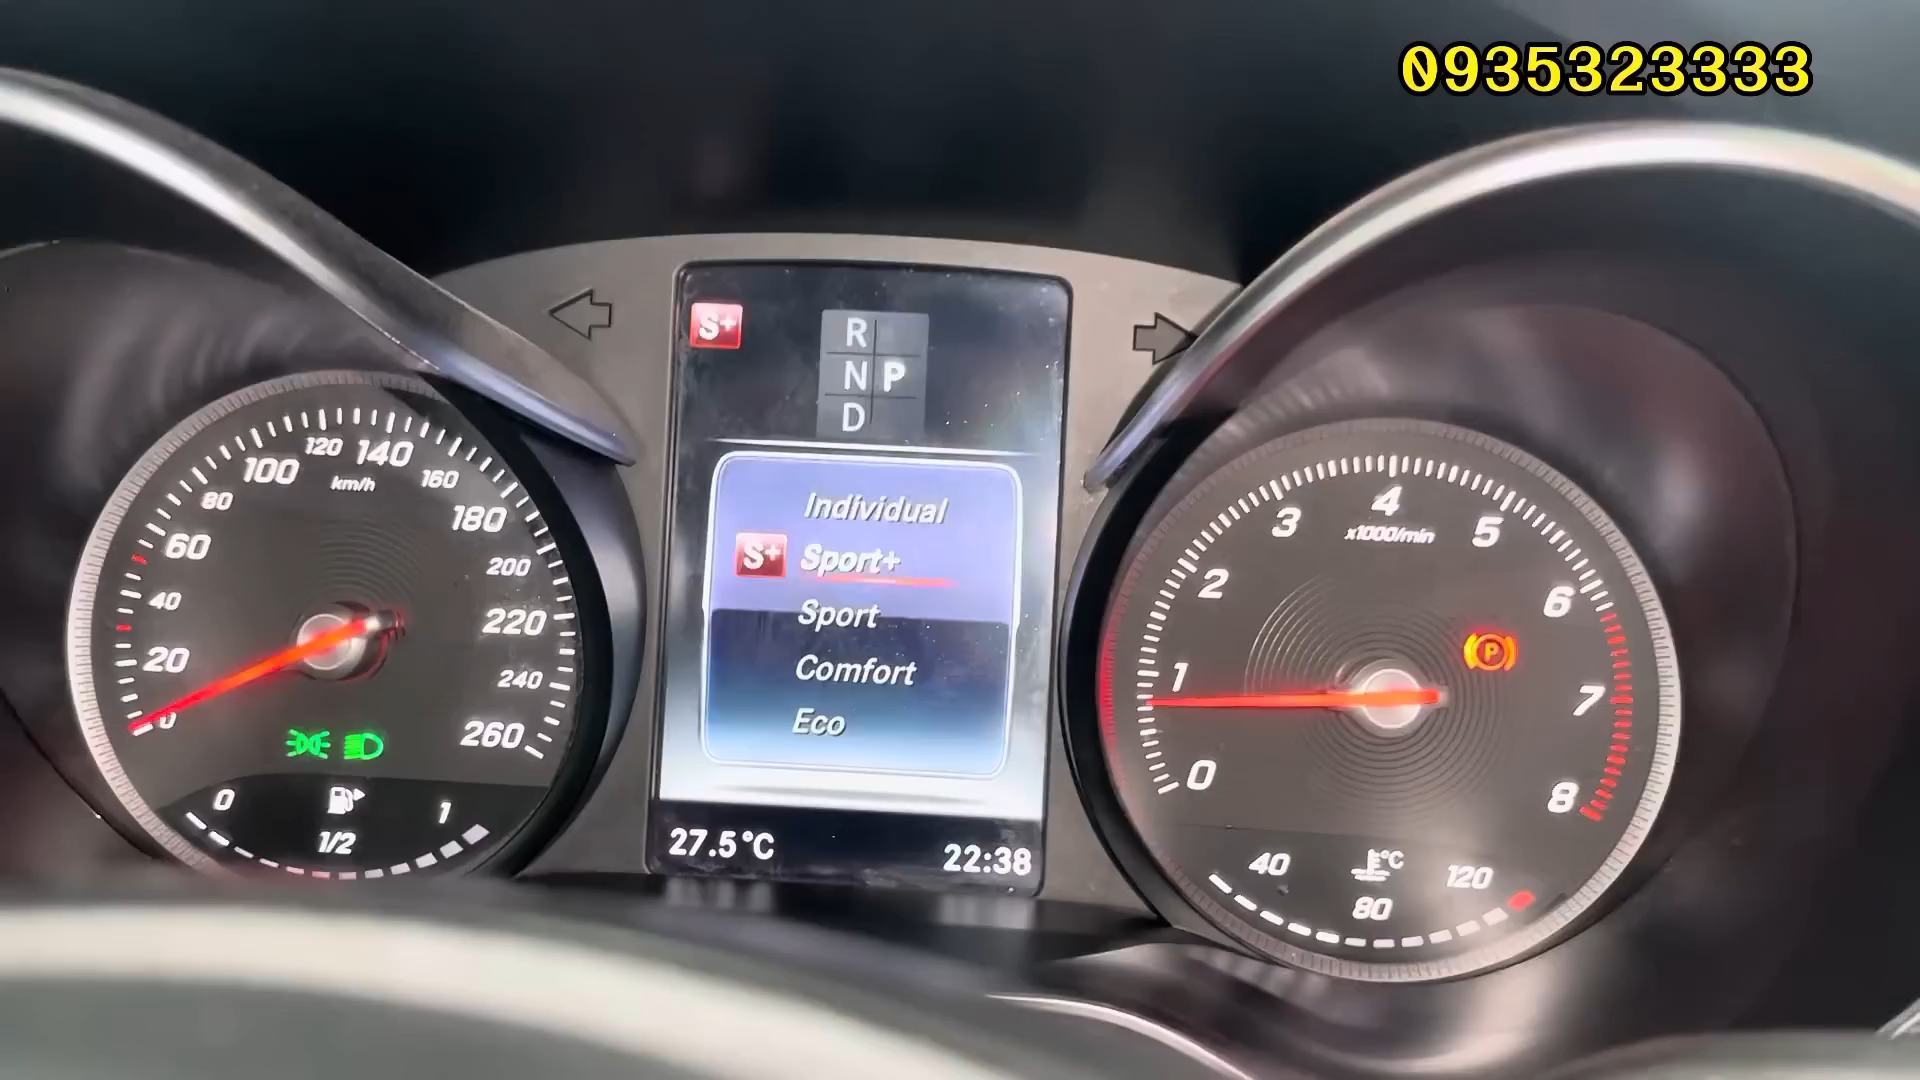 0935323333
S+
R
N P
D
Individual
S+ Sport+
Sport
Comfort
Eco
27.5°C
22:38
0
20
40
60
80
100
120
140
160
180
200
220
240
260
km/h
0
1/2
1
0
1
2
3
4
5
6
7
8
x1000/min
P
40
80
120
°C